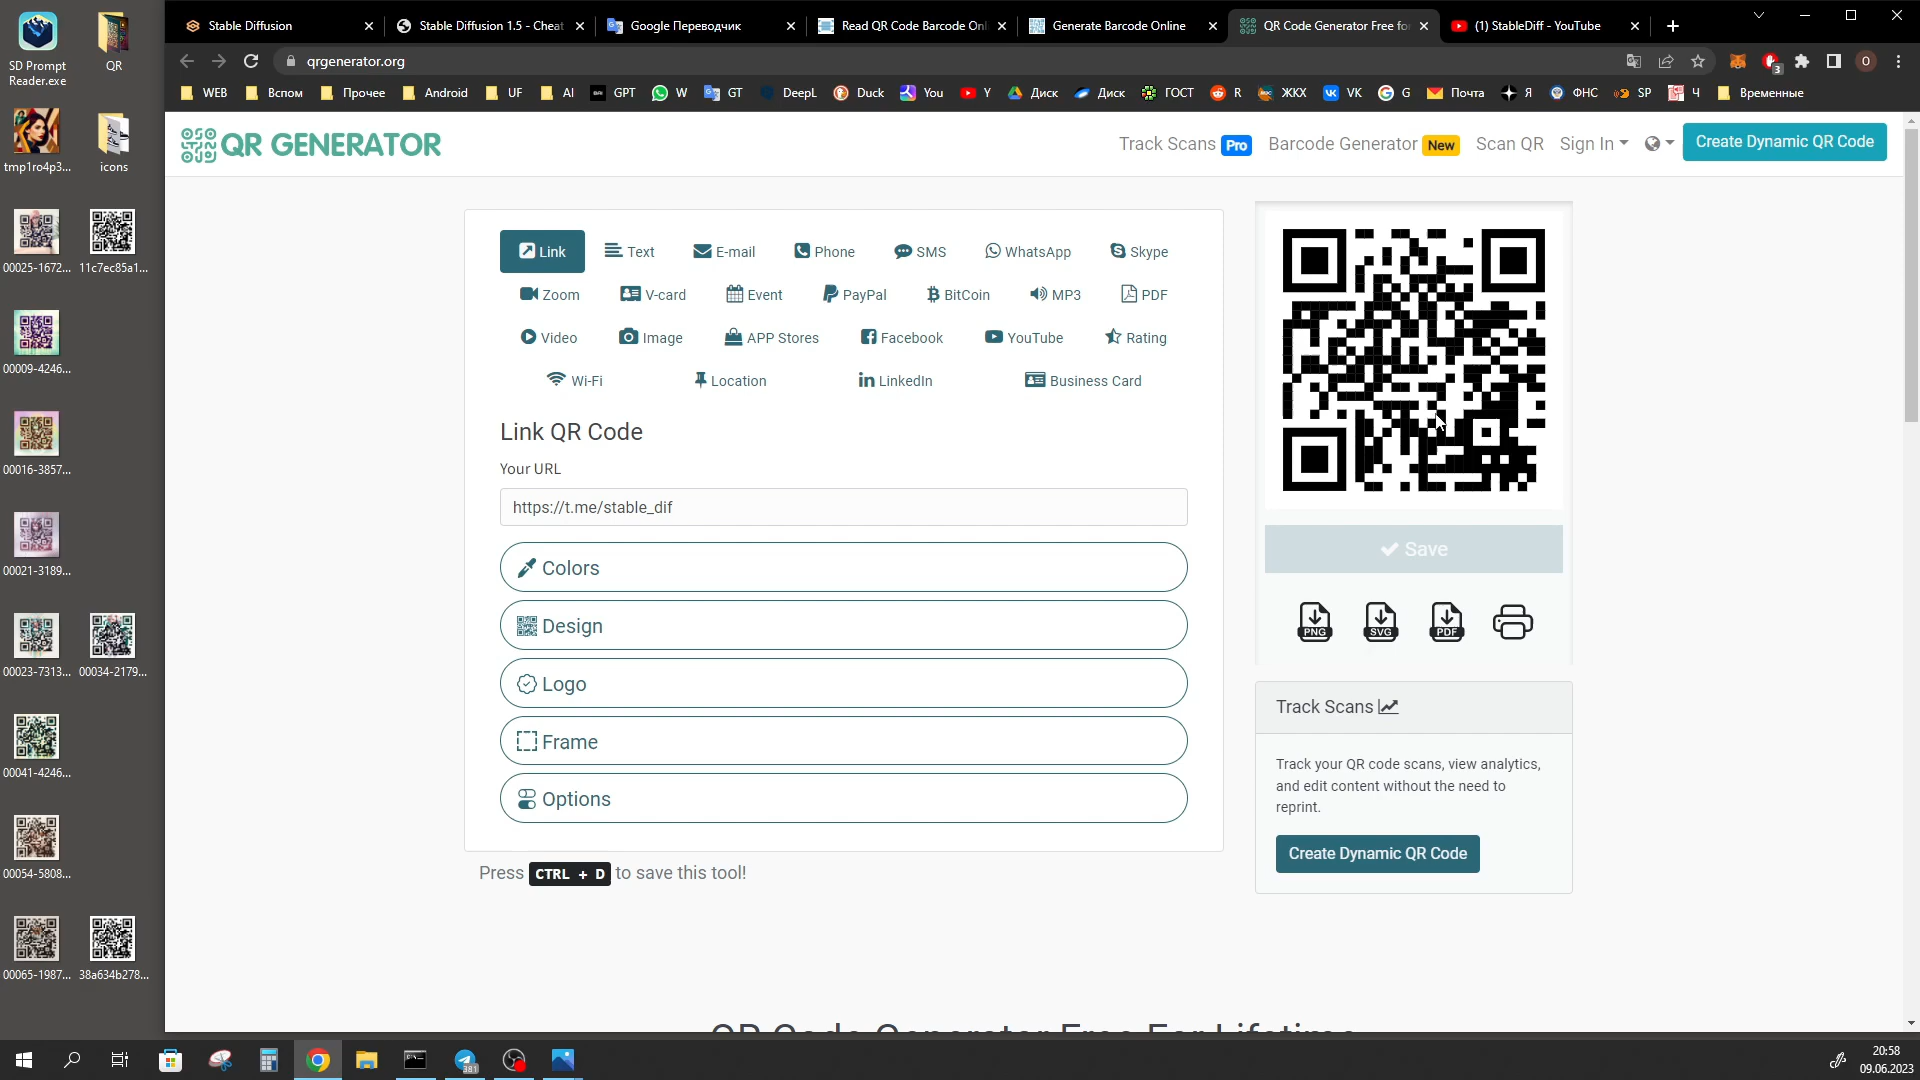 SD Prompt
Reader.exe
QR
tmp1ro4p3...
icons
00025-1672...
11c7ec85a1...
00009-4246...
00016-3857...
00021-3189...
00023-7313...
00034-2179...
00041-4246...
00054-5808...
00065-1987...
38a634b278...
Stable Diffusion
Stable Diffusion 1.5 - Cheat
Google Переводчик
Read QR Code Barcode Onl
Generate Barcode Online
QR Code Generator Free for
(1) StableDiff - YouTube
qrgenerator.org
3
O
WEB
Вспом
Прочее
Android
UF
AI
GPT
W
GT
DeepL
Duck
You
Y
Диск
Диск
ГОСТ
R
ЖКХ
VK
G
Почта
Я
ФНС
SP
Ч
Временные
QR GENERATOR
Track Scans Pro
Barcode Generator New
Scan QR
Sign In
Create Dynamic QR Code
Link
Text
E-mail
Phone
SMS
WhatsApp
Skype
Zoom
V-card
Event
PayPal
BitCoin
MP3
PDF
Video
Image
APP Stores
Facebook
YouTube
Rating
Wi-Fi
Location
LinkedIn
Business Card
Link QR Code
Your URL
https://t.me/stable_dif
Colors
Design
Logo
Frame
Options
Press CTRL + D to save this tool!
Save
PNG
SVG
PDF
Track Scans
Track your QR code scans, view analytics,
and edit content without the need to
reprint.
Create Dynamic QR Code
QR Code Generator Free For Lifetime
381
20:58
09.06.2023